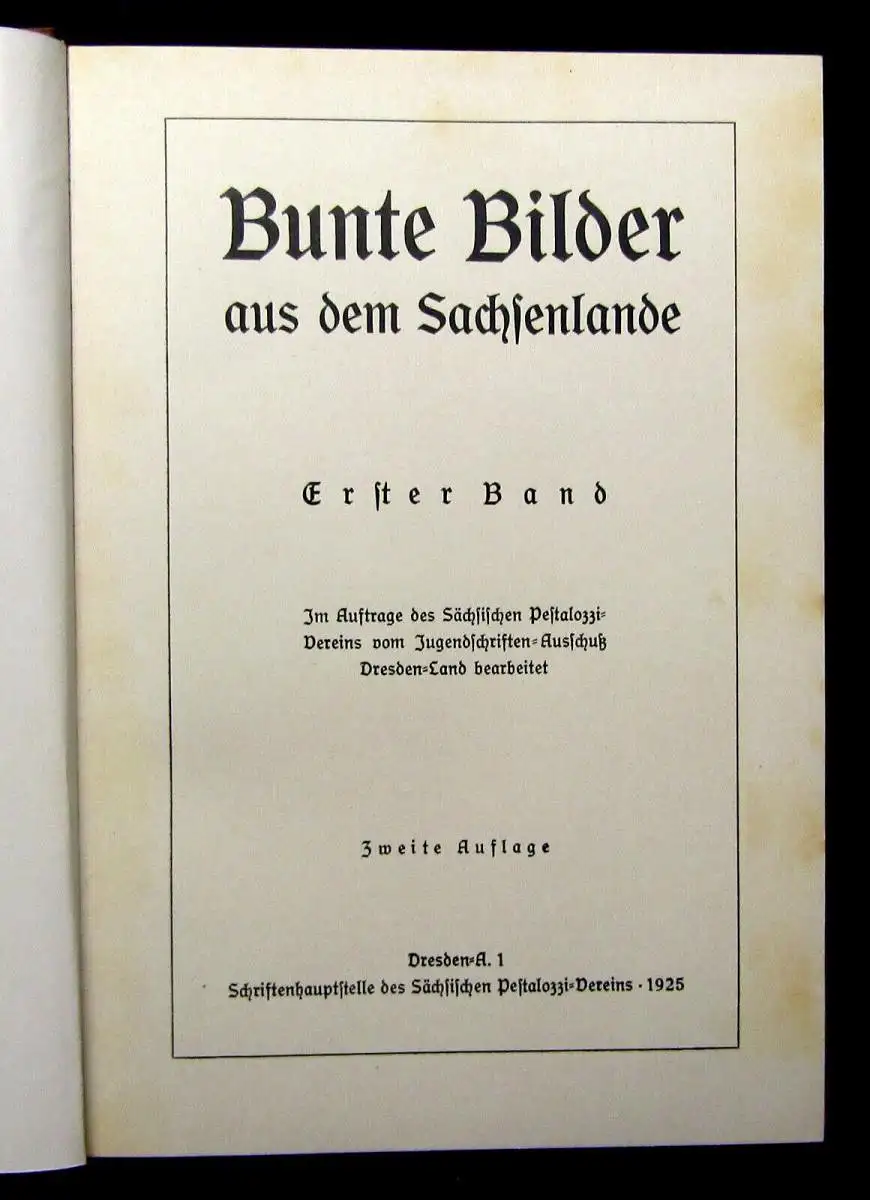 Bunte Bilder
aus dem Sachſenlande
Erſter Band
Im Auftrage des Sächſiſchen Peſtalozzi-
Vereins vom Jugendſchriften-Ausſchuß
Dresden-Land bearbeitet
Zweite Auflage
Dresden-A. 1
Schriftenhauptſtelle des Sächſiſchen Peſtalozzi-Vereins · 1925